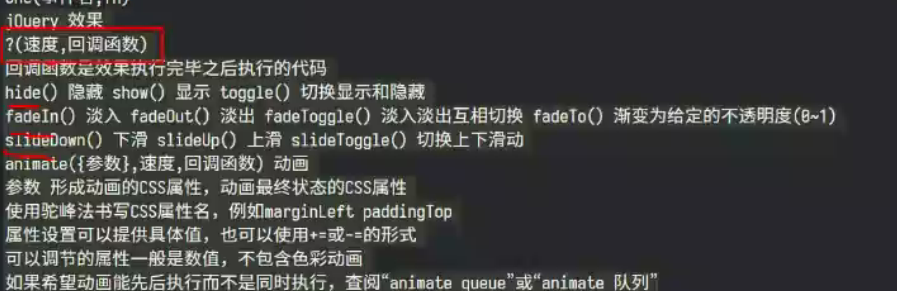 jQuery 效果
?(速度,回调函数)
回调函数是效果执行完毕之后执行的代码
hide() 隐藏 show() 显示 toggle() 切换显示和隐藏
fadeIn() 淡入 fadeOut() 淡出 fadeToggle() 淡入淡出互相切换 fadeTo() 渐变为给定的不透明度(0~1)
slideDown() 下滑 slideUp() 上滑 slideToggle() 切换上下滑动
animate({参数},速度,回调函数) 动画
参数 形成动画的CSS属性，动画最终状态的CSS属性
使用驼峰法书写CSS属性名，例如marginLeft paddingTop
属性设置可以提供具体值，也可以使用+=或-=的形式
可以调节的属性一般是数值，不包含色彩动画
如果希望动画能先后执行而不是同时执行，查阅“animate queue”或“animate 队列”